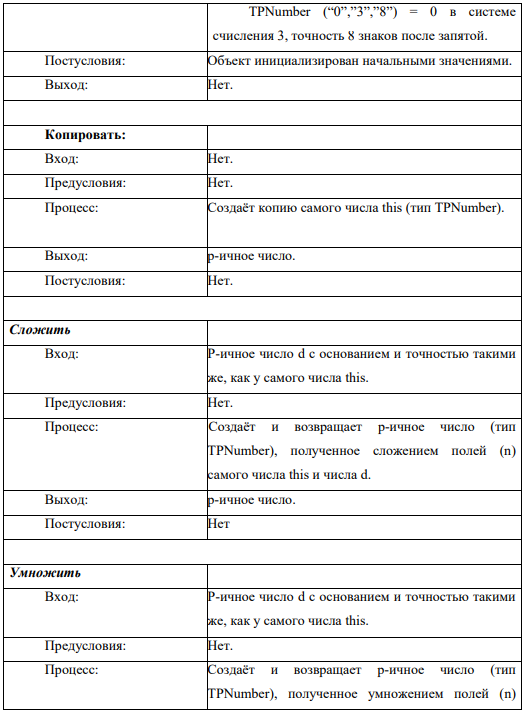 TPNumber (“0”,”3”,”8”) = 0 в системе
счисления 3, точность 8 знаков после запятой.
Постусловия: Объект инициализирован начальными значениями.
Выход: Нет.
Копировать:
Вход: Нет.
Предусловия: Нет.
Процесс: Создаёт копию самого числа this (тип TPNumber).
Выход: р-ичное число.
Постусловия: Нет.
Сложить
Вход: Р-ичное число d с основанием и точностью такими
же, как у самого числа this.
Предусловия: Нет.
Процесс: Создаёт и возвращает р-ичное число (тип
TPNumber), полученное сложением полей (n)
самого числа this и числа d.
Выход: р-ичное число.
Постусловия: Нет
Умножить
Вход: Р-ичное число d с основанием и точностью такими
же, как у самого числа this.
Предусловия: Нет.
Процесс: Создаёт и возвращает р-ичное число (тип
TPNumber), полученное умножением полей (n)